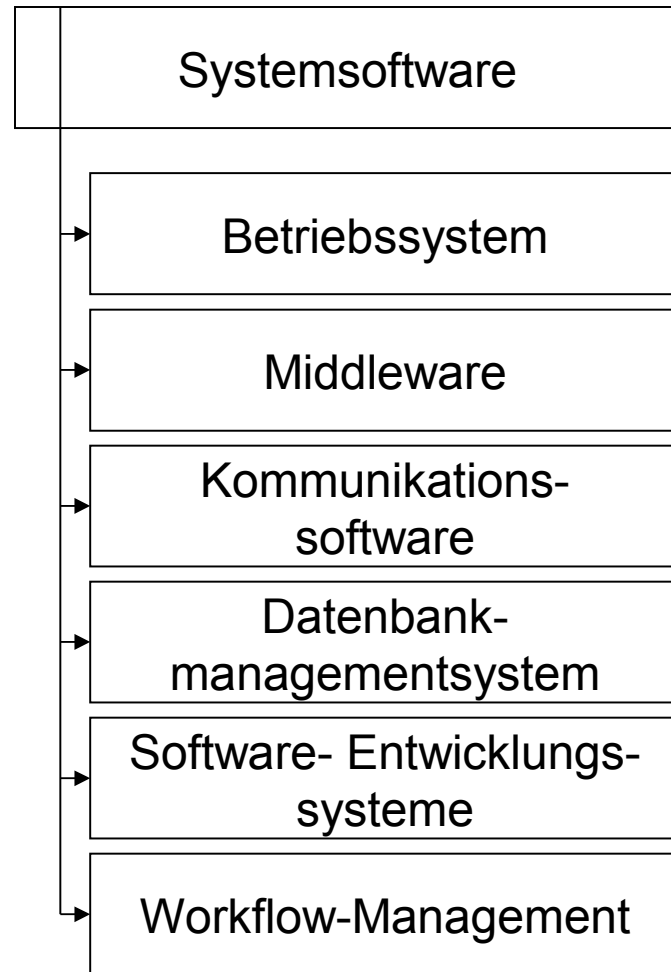 Systemsoftware
Betriebssystem
Middleware
Kommunikations-
software
Datenbank-
managementsystem
Software- Entwicklungs-
systeme
Workflow-Management